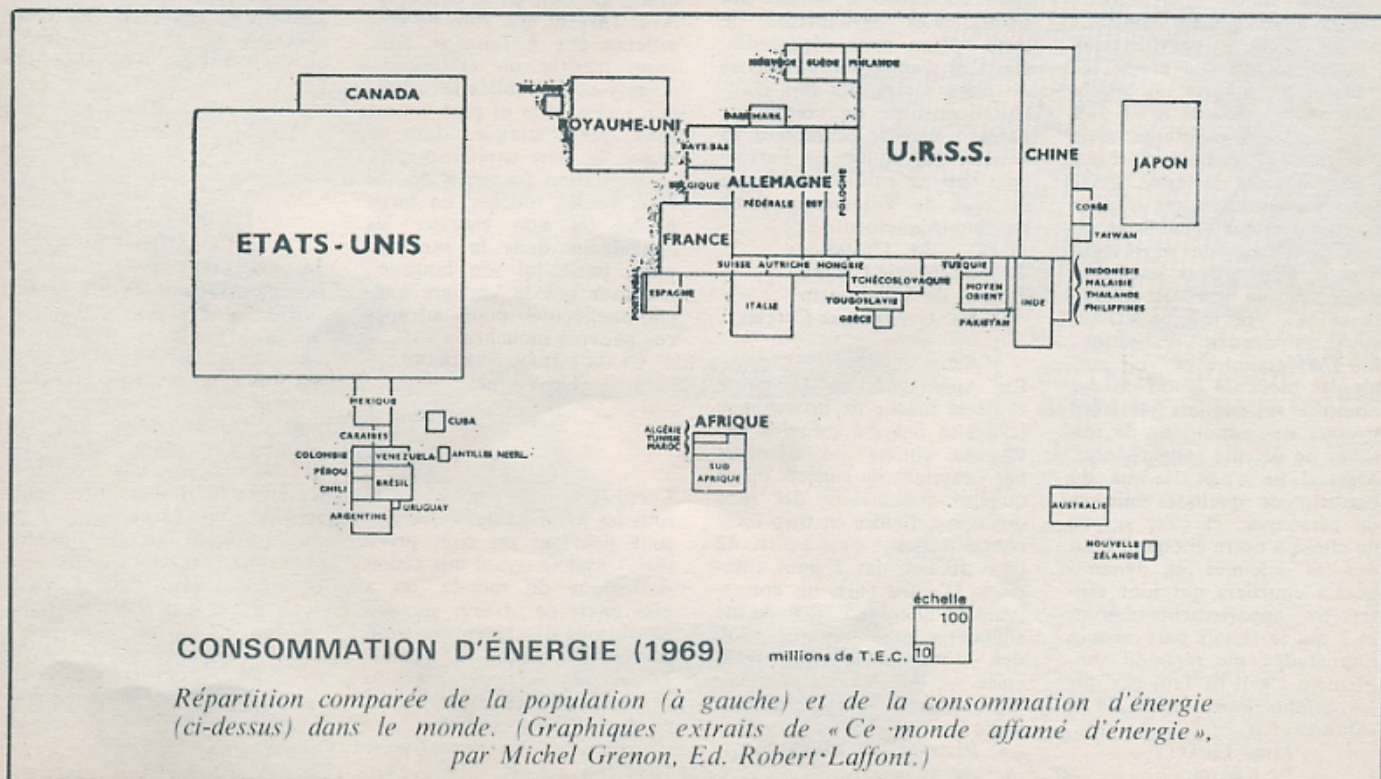 CANADA
ETATS-UNIS
MEXIQUE
CUBA
CARAIBES
COLOMBIE
VENEZUELA
ANTILLES NEERL.
PÉROU
BRÉSIL
CHILI
URUGUAY
ARGENTINE
IRLANDE
ROYAUME-UNI
NORVÈGE
SUÈDE
FINLANDE
DANEMARK
PAYS-BAS
BELGIQUE
ALLEMAGNE
FÉDÉRALE
EST
POLOGNE
U.R.S.S.
CHINE
JAPON
CORÉE
TAIWAN
FRANCE
SUISSE
AUTRICHE
HONGRIE
TCHÉCOSLOVAQUIE
TURQUIE
PORTUGAL
ESPAGNE
ITALIE
YOUGOSLAVIE
GRÈCE
MOYEN
ORIENT
PAKISTAN
INDE
INDONÉSIE
MALAISIE
THAILANDE
PHILIPPINES
AFRIQUE
ALGÉRIE
TUNISIE
MAROC
SUD
AFRIQUE
AUSTRALIE
NOUVELLE
ZÉLANDE
échelle
100
10
millions de T.E.C.
CONSOMMATION D'ÉNERGIE (1969)
Répartition comparée de la population (à gauche) et de la consommation d'énergie
(ci-dessus) dans le monde. (Graphiques extraits de « Ce monde affamé d'énergie»,
par Michel Grenon, Ed. Robert Laffont.)